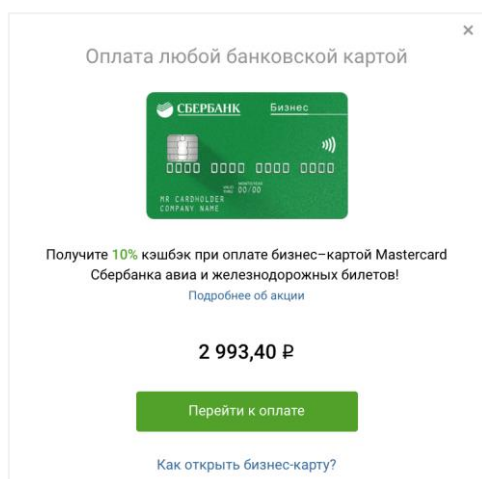 ×
Оплата любой банковской картой
СБЕРБАНК Бизнес
0000 0000 0000 0000
00/00
MR CARDHOLDER
COMPANY NAME
Получите 10% кэшбэк при оплате бизнес–картой Mastercard
Сбербанка авиа и железнодорожных билетов!
Подробнее об акции
2 993,40 ₽
Перейти к оплате
Как открыть бизнес-карту?